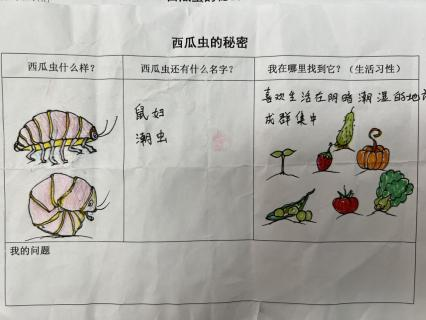 西瓜虫的秘密
西瓜虫什么样？
西瓜虫还有什么名字？
我在哪里找到它？（生活习性）
鼠妇
潮虫
喜欢生活在阴暗潮湿的地方
成群集中
我的问题